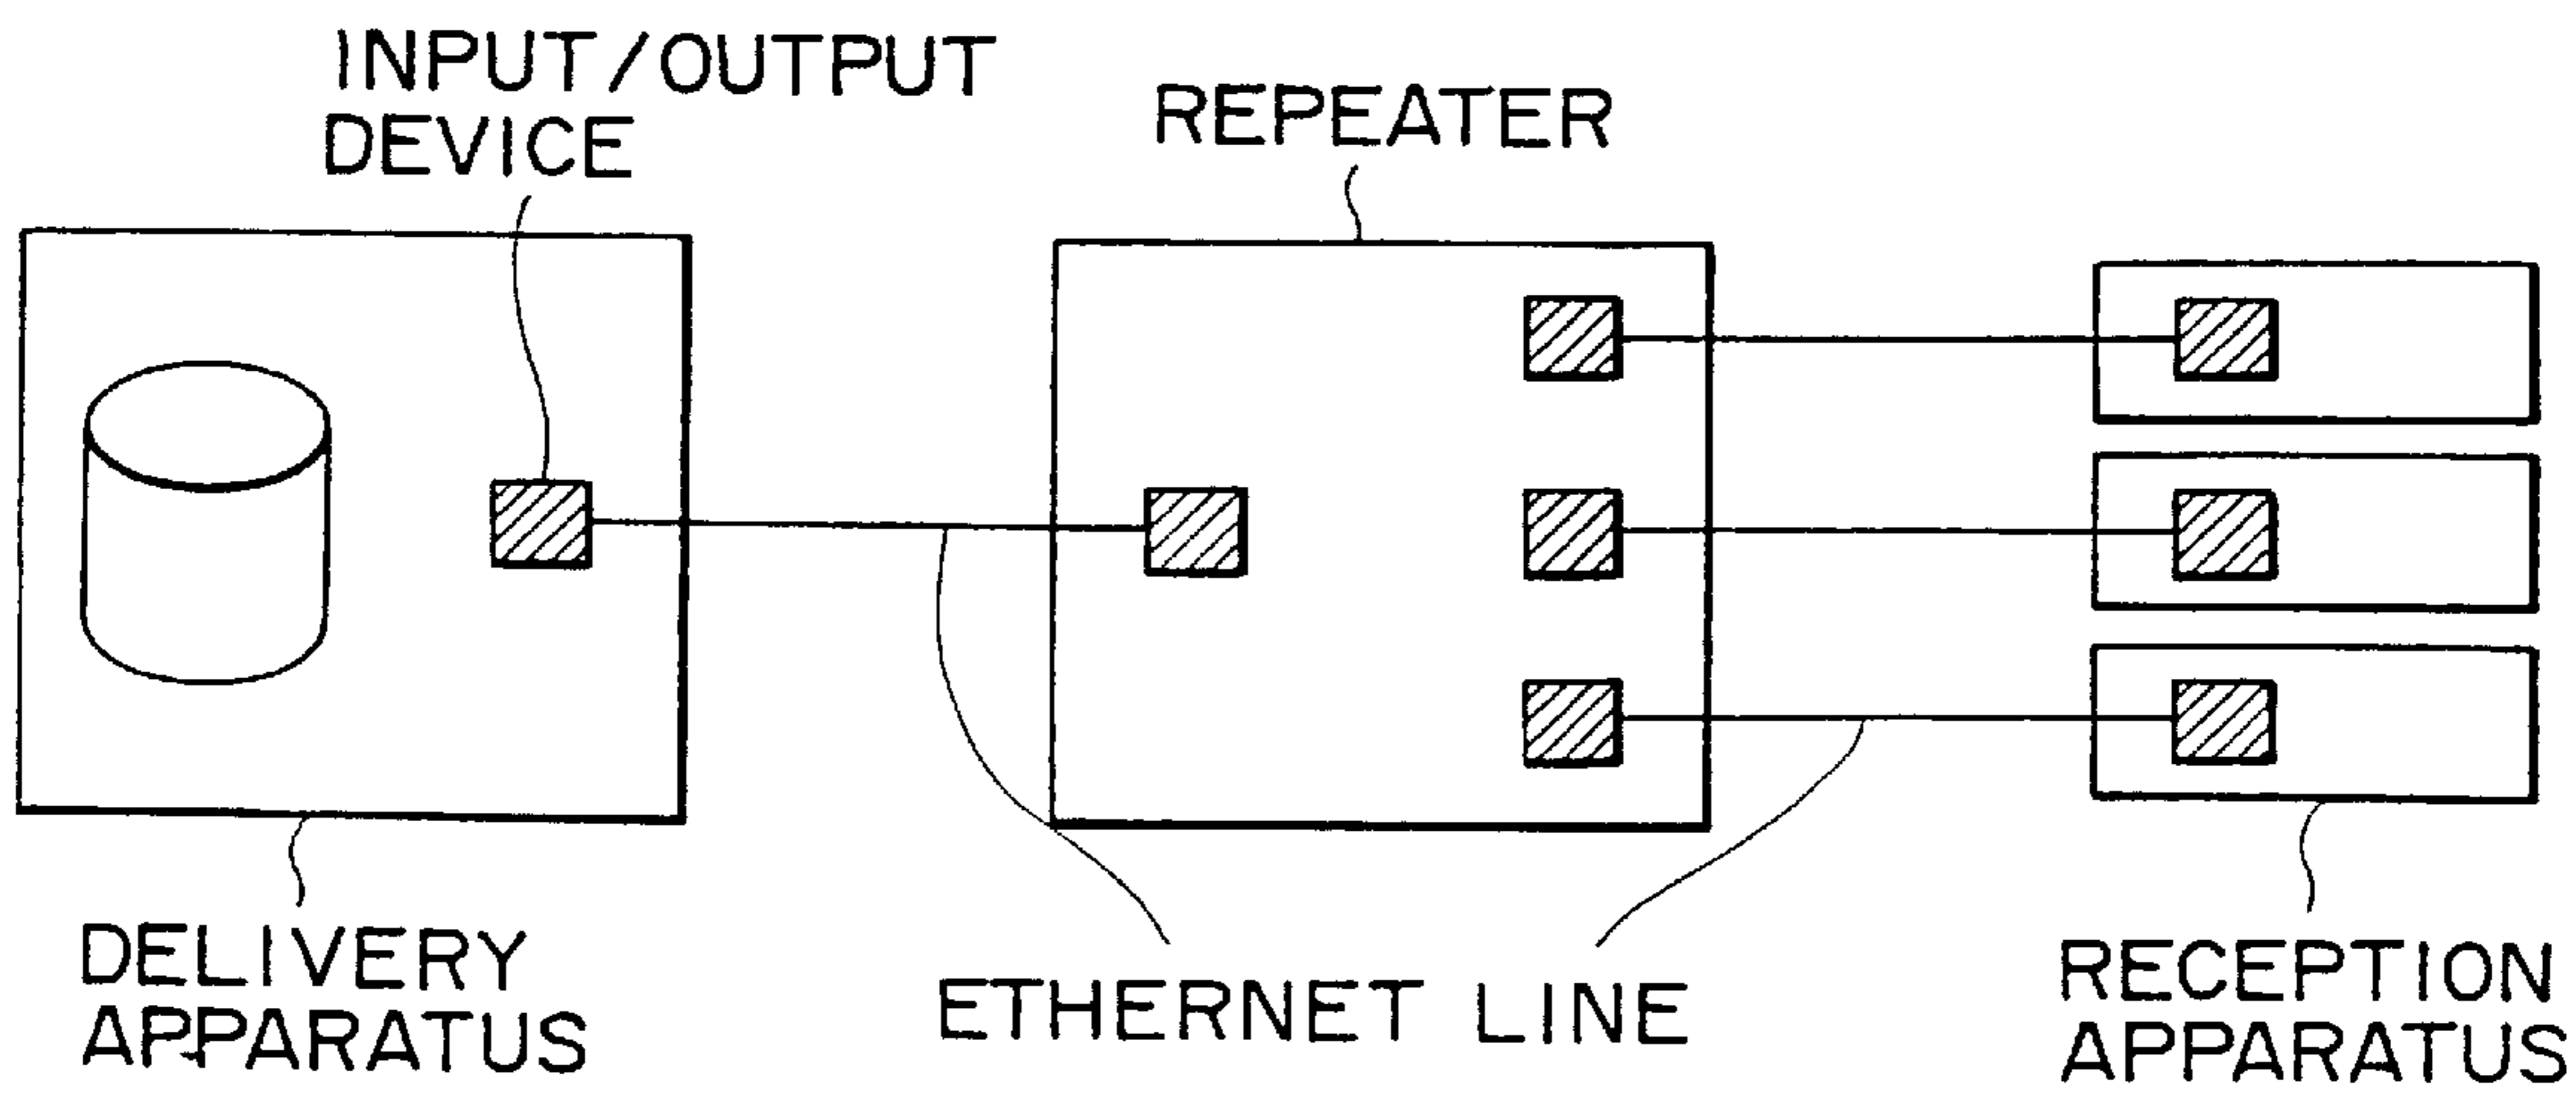 INPUT/OUTPUT
DEVICE
REPEATER
DELIVERY
APPARATUS
ETHERNET LINE
RECEPTION
APPARATUS